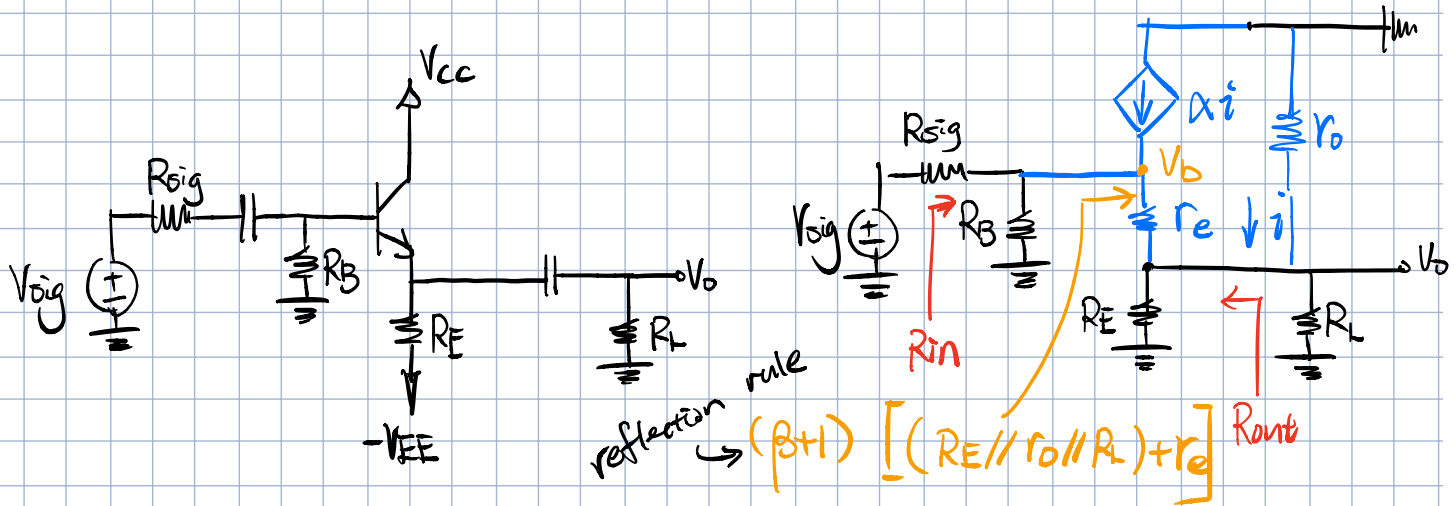 Vcc
Rsig
Vsig
RB
Vo
RE
RL
-VEE
αi
ro
Rsig
Vb
Vsig
RB
re
i
Vo
RE
RL
Rin
Rout
reflection rule
(β+1) [(RE//ro//RL)+re]